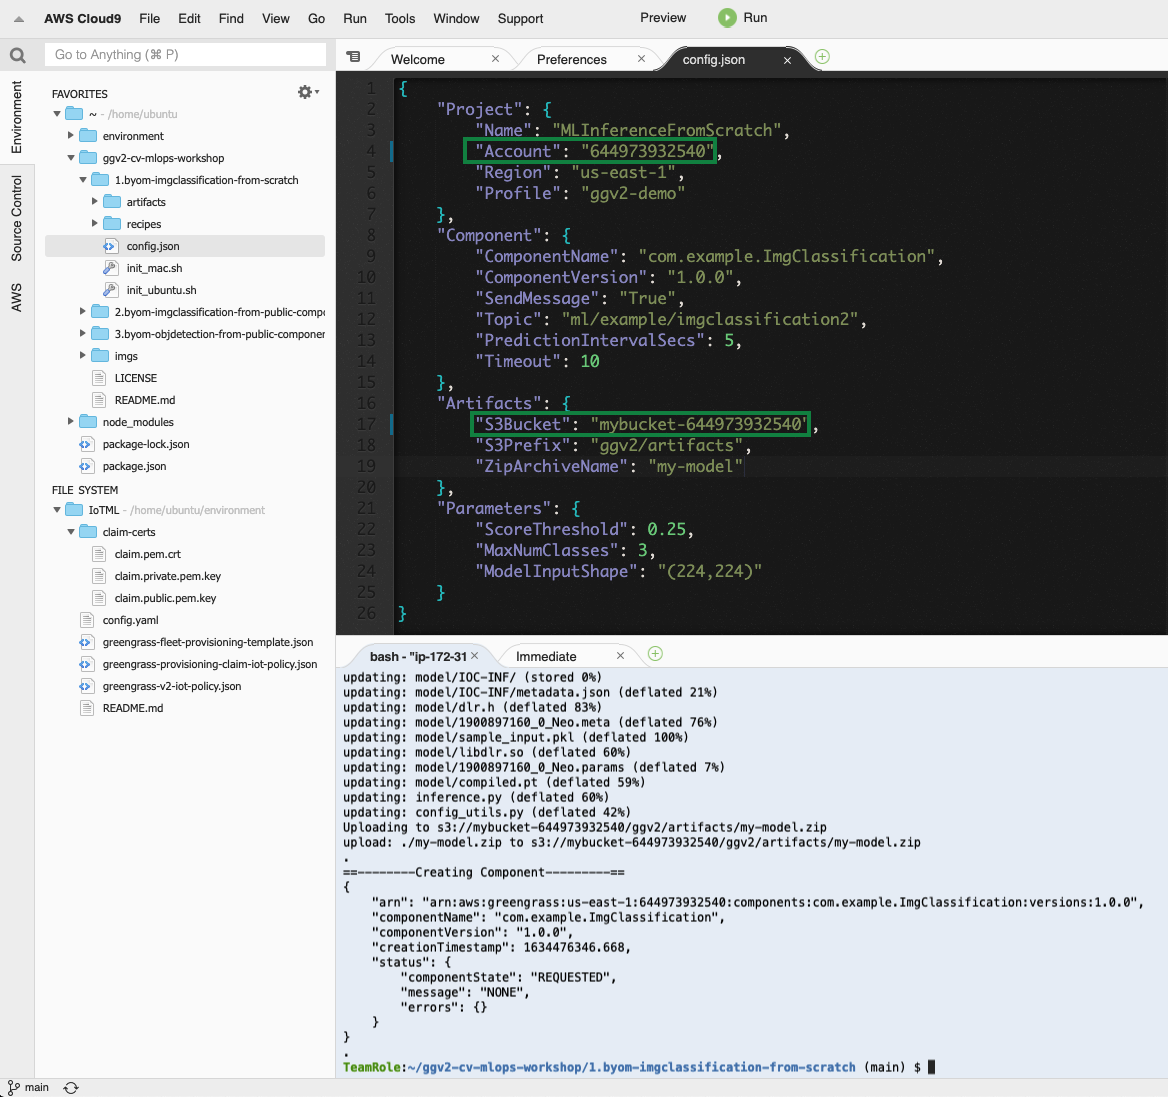 AWS Cloud9 File Edit Find View Go Run Tools Window Support Preview Run
Go to Anything (⌘ P)
Welcome × Preferences × config.json ×
Environment
Source Control
AWS
FAVORITES
~ - /home/ubuntu
environment
ggv2-cv-mlops-workshop
1.byom-imgclassification-from-scratch
artifacts
recipes
config.json
init_mac.sh
init_ubuntu.sh
2.byom-imgclassification-from-public-compo
3.byom-objdetection-from-public-component
imgs
LICENSE
README.md
node_modules
package-lock.json
package.json
FILE SYSTEM
IoTML - /home/ubuntu/environment
claim-certs
claim.pem.crt
claim.private.pem.key
claim.public.pem.key
config.yaml
greengrass-fleet-provisioning-template.json
greengrass-provisioning-claim-iot-policy.json
greengrass-v2-iot-policy.json
README.md
1 {
2 "Project": {
3 "Name": "MLInferenceFromScratch",
4 "Account": "644973932540",
5 "Region": "us-east-1",
6 "Profile": "ggv2-demo"
7 },
8 "Component": {
9 "ComponentName": "com.example.ImgClassification",
10 "ComponentVersion": "1.0.0",
11 "SendMessage": "True",
12 "Topic": "ml/example/imgclassification2",
13 "PredictionIntervalSecs": 5,
14 "Timeout": 10
15 },
16 "Artifacts": {
17 "S3Bucket": "mybucket-644973932540",
18 "S3Prefix": "ggv2/artifacts",
19 "ZipArchiveName": "my-model"
20 },
21 "Parameters": {
22 "ScoreThreshold": 0.25,
23 "MaxNumClasses": 3,
24 "ModelInputShape": "(224,224)"
25 }
26 }
bash - "ip-172-31 × Immediate ×
updating: model/IOC-INF/ (stored 0%)
updating: model/IOC-INF/metadata.json (deflated 21%)
updating: model/dlr.h (deflated 83%)
updating: model/1900897160_0_Neo.meta (deflated 76%)
updating: model/sample_input.pkl (deflated 100%)
updating: model/libdlr.so (deflated 60%)
updating: model/1900897160_0_Neo.params (deflated 7%)
updating: model/compiled.pt (deflated 59%)
updating: inference.py (deflated 60%)
updating: config_utils.py (deflated 42%)
Uploading to s3://mybucket-644973932540/ggv2/artifacts/my-model.zip
upload: ./my-model.zip to s3://mybucket-644973932540/ggv2/artifacts/my-model.zip
.
==--------Creating Component---------==
{
"arn": "arn:aws:greengrass:us-east-1:644973932540:components:com.example.ImgClassification:versions:1.0.0",
"componentName": "com.example.ImgClassification",
"componentVersion": "1.0.0",
"creationTimestamp": 1634476346.668,
"status": {
"componentState": "REQUESTED",
"message": "NONE",
"errors": {}
}
}
.
TeamRole:~/ggv2-cv-mlops-workshop/1.byom-imgclassification-from-scratch (main) $
main